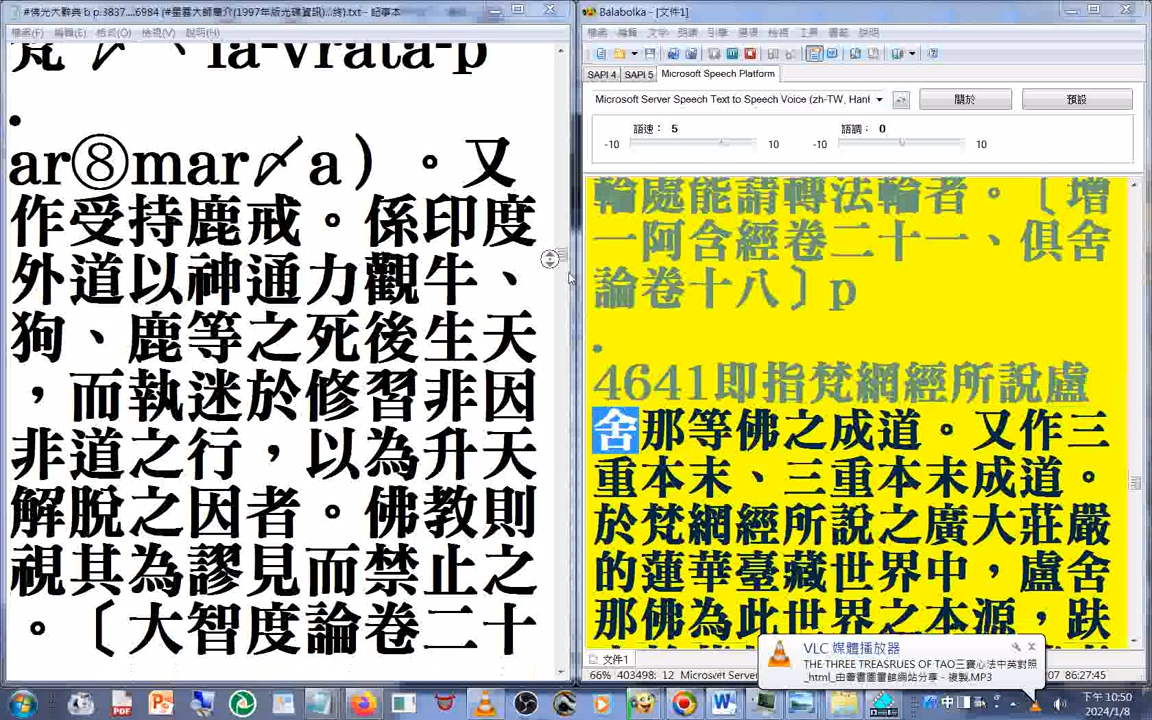 #佛光大辭典 b p.3837....6984 (#星雲大師簡介(1997年版光碟資訊)...終).txt - 記事本
檔案(F) 編輯(E) 格式(O) 檢視(V) 說明(H)
梵〆、la-vrata-p
.
ar⑧mar〆a）。又
作受持鹿戒。係印度
外道以神通力觀牛、
狗、鹿等之死後生天
，而執迷於修習非因
非道之行，以為升天
解脫之因者。佛教則
視其為謬見而禁止之
。〔大智度論卷二十
Balabolka - [文件1]
檔案 編輯 文字 朗讀 引擎 選項 檢視 工具 書籤 說明
SAPI 4 SAPI 5 Microsoft Speech Platform
Microsoft Server Speech Text to Speech Voice (zh-TW, HanH
關於
預設
語速： 5
語調： 0
-10 10 -10 10
輪處能請轉法輪者。〔增
一阿含經卷二十一、俱舍
論卷十八〕p
.
4641即指梵網經所說盧
舍那等佛之成道。又作三
重本末、三重本末成道。
於梵網經所說之廣大莊嚴
的蓮華臺藏世界中，盧舍
那佛為此世界之本源，趺
文件1
66% 403498: 12 Microsoft Serve
07 86:27:45
VLC 媒體播放器
THE THREE TREASRUES OF TAO三寶心法中英對照
_html_由善書圖書館網站分享 - 複製.MP3
中
下午 10:50
2024/1/8